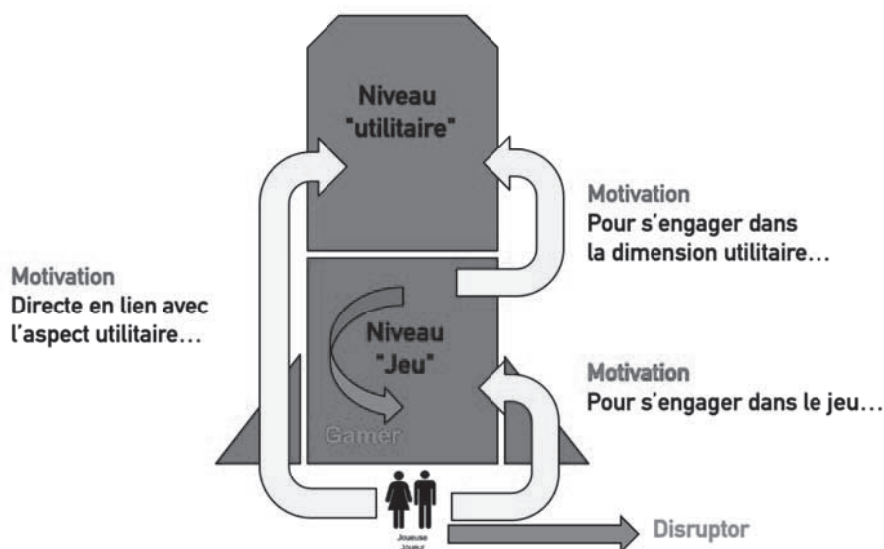 Niveau
"utilitaire"
Motivation
Pour s'engager dans
la dimension utilitaire...
Motivation
Directe en lien avec
l'aspect utilitaire...
Niveau
"Jeu"
Motivation
Pour s'engager dans le jeu...
Gamer
Joueuse
Joueur
Disruptor